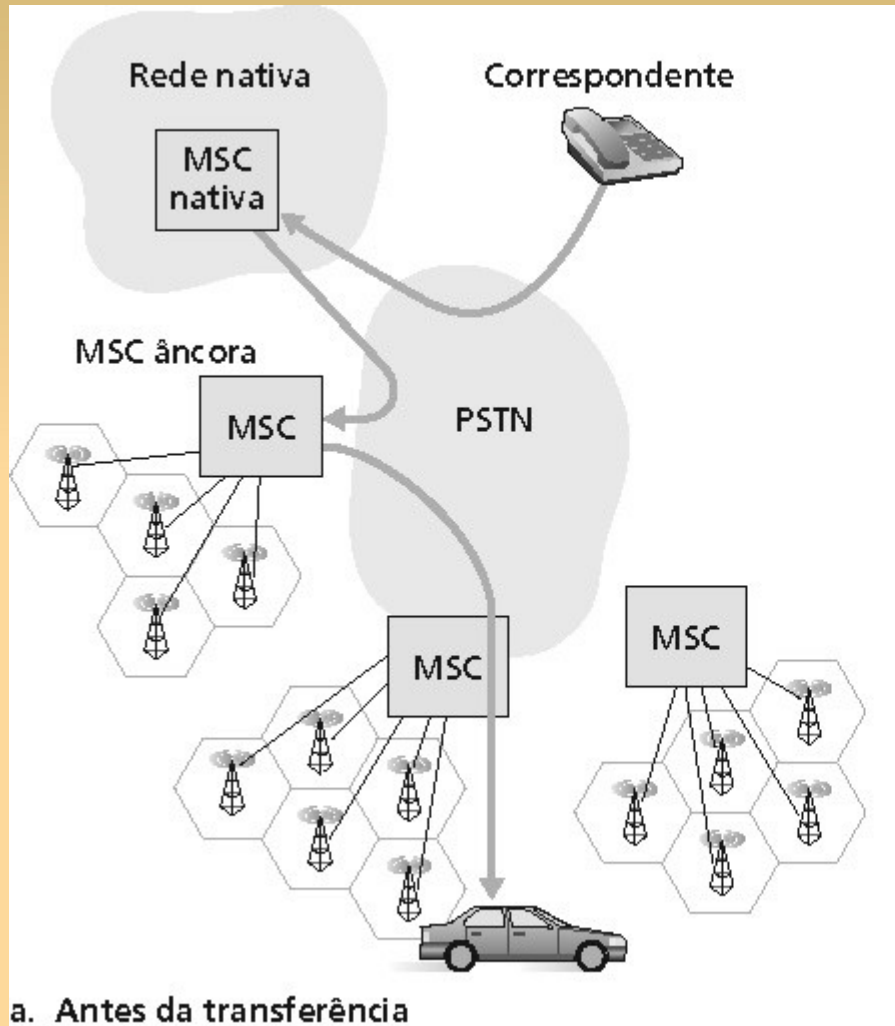 Rede nativa
Correspondente
MSC
nativa
MSC âncora
MSC
PSTN
MSC
MSC
a. Antes da transferência